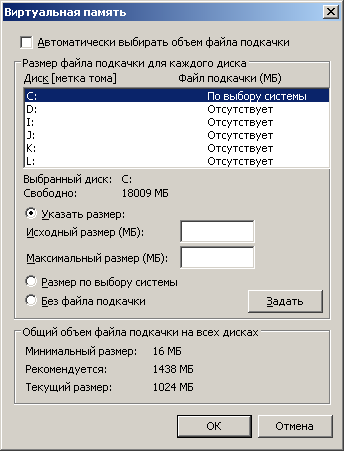 Виртуальная память
Автоматически выбирать объем файла подкачки
Размер файла подкачки для каждого диска
Диск [метка тома] Файл подкачки (МБ)
C: По выбору системы
D: Отсутствует
I: Отсутствует
J: Отсутствует
K: Отсутствует
L: Отсутствует
Выбранный диск: C:
Свободно: 18009 МБ
Указать размер:
Исходный размер (МБ):
Максимальный размер (МБ):
Размер по выбору системы
Без файла подкачки Задать
Общий объем файла подкачки на всех дисках
Минимальный размер: 16 МБ
Рекомендуется: 1438 МБ
Текущий размер: 1024 МБ
OK Отмена